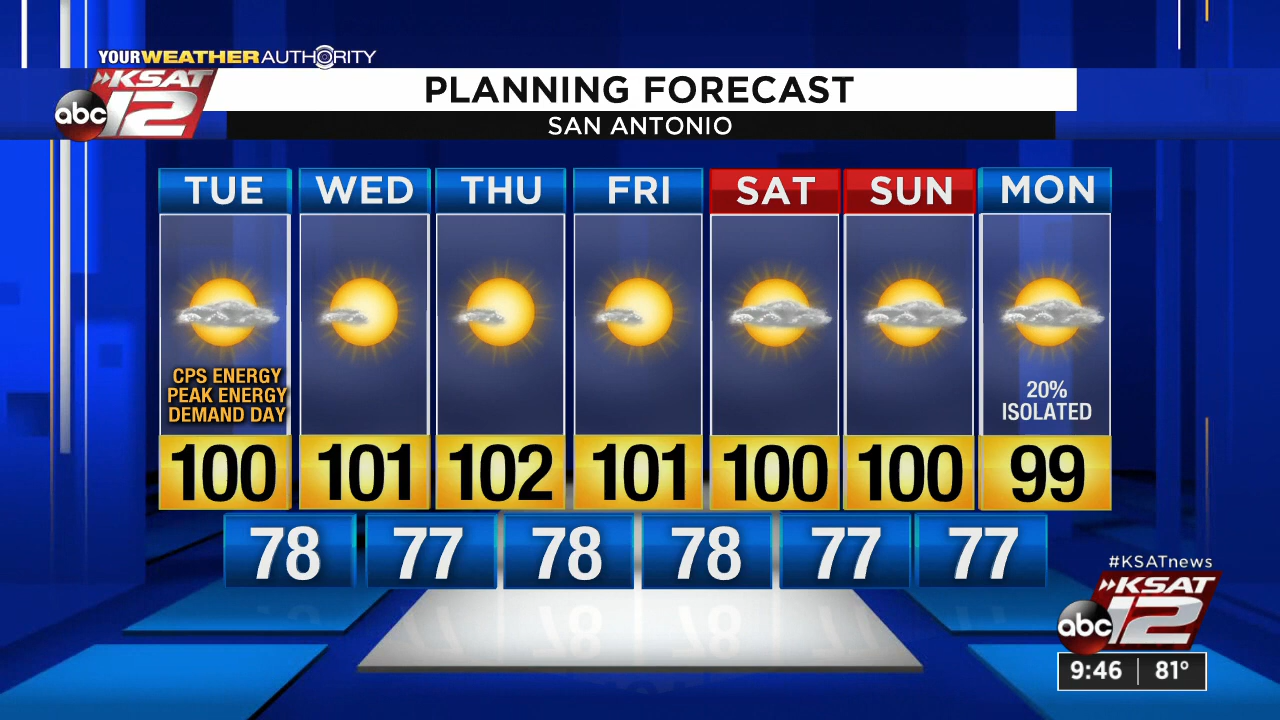 YOURWEATHERAUTHORITY
KSAT
abc 12
PLANNING FORECAST
SAN ANTONIO
TUE WED THU FRI SAT SUN MON
CPS ENERGY
PEAK ENERGY
DEMAND DAY
20%
ISOLATED
100 101 102 101 100 100 99
78 77 78 78 77 77
#KSATnews
KSAT
abc 12
9:46 81°